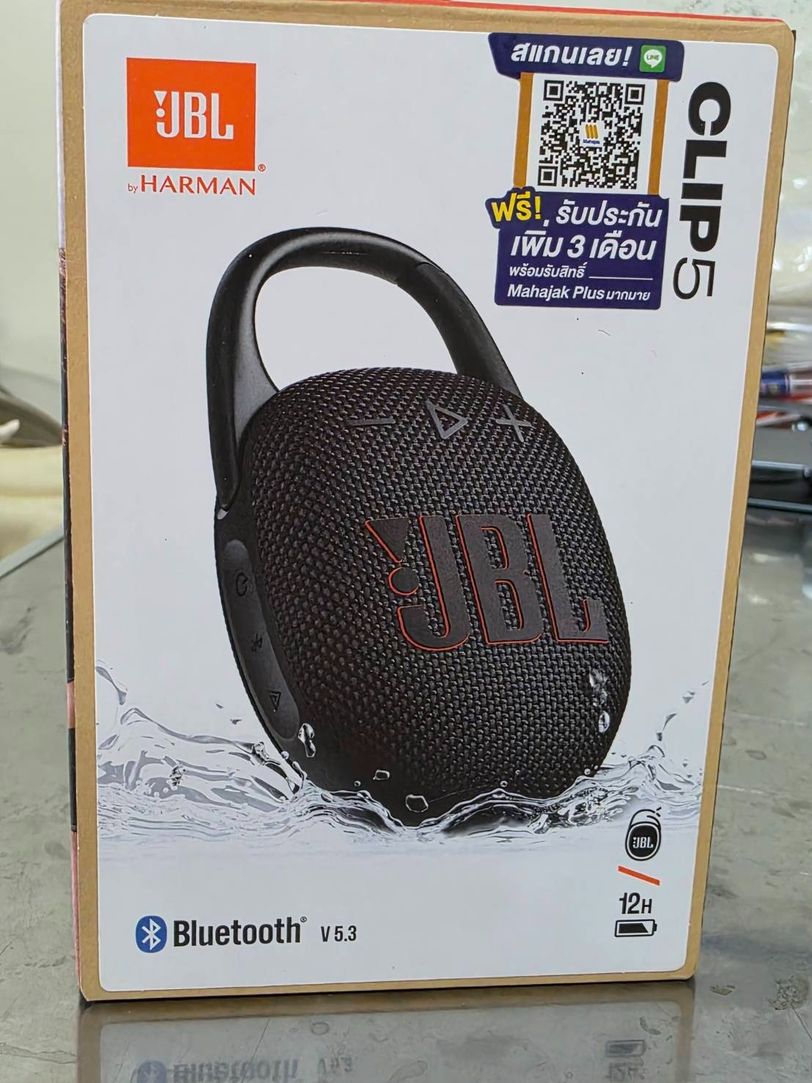 JBL
by HARMAN®
สแกนเลย!
LINE
Mahajak
ฟรี!, รับประกัน
เพิ่ม 3 เดือน
พร้อมรับสิทธิ์
Mahajak Plus มากมาย
CLIP5
JBL
JBL
12H
Bluetooth® V 5.3